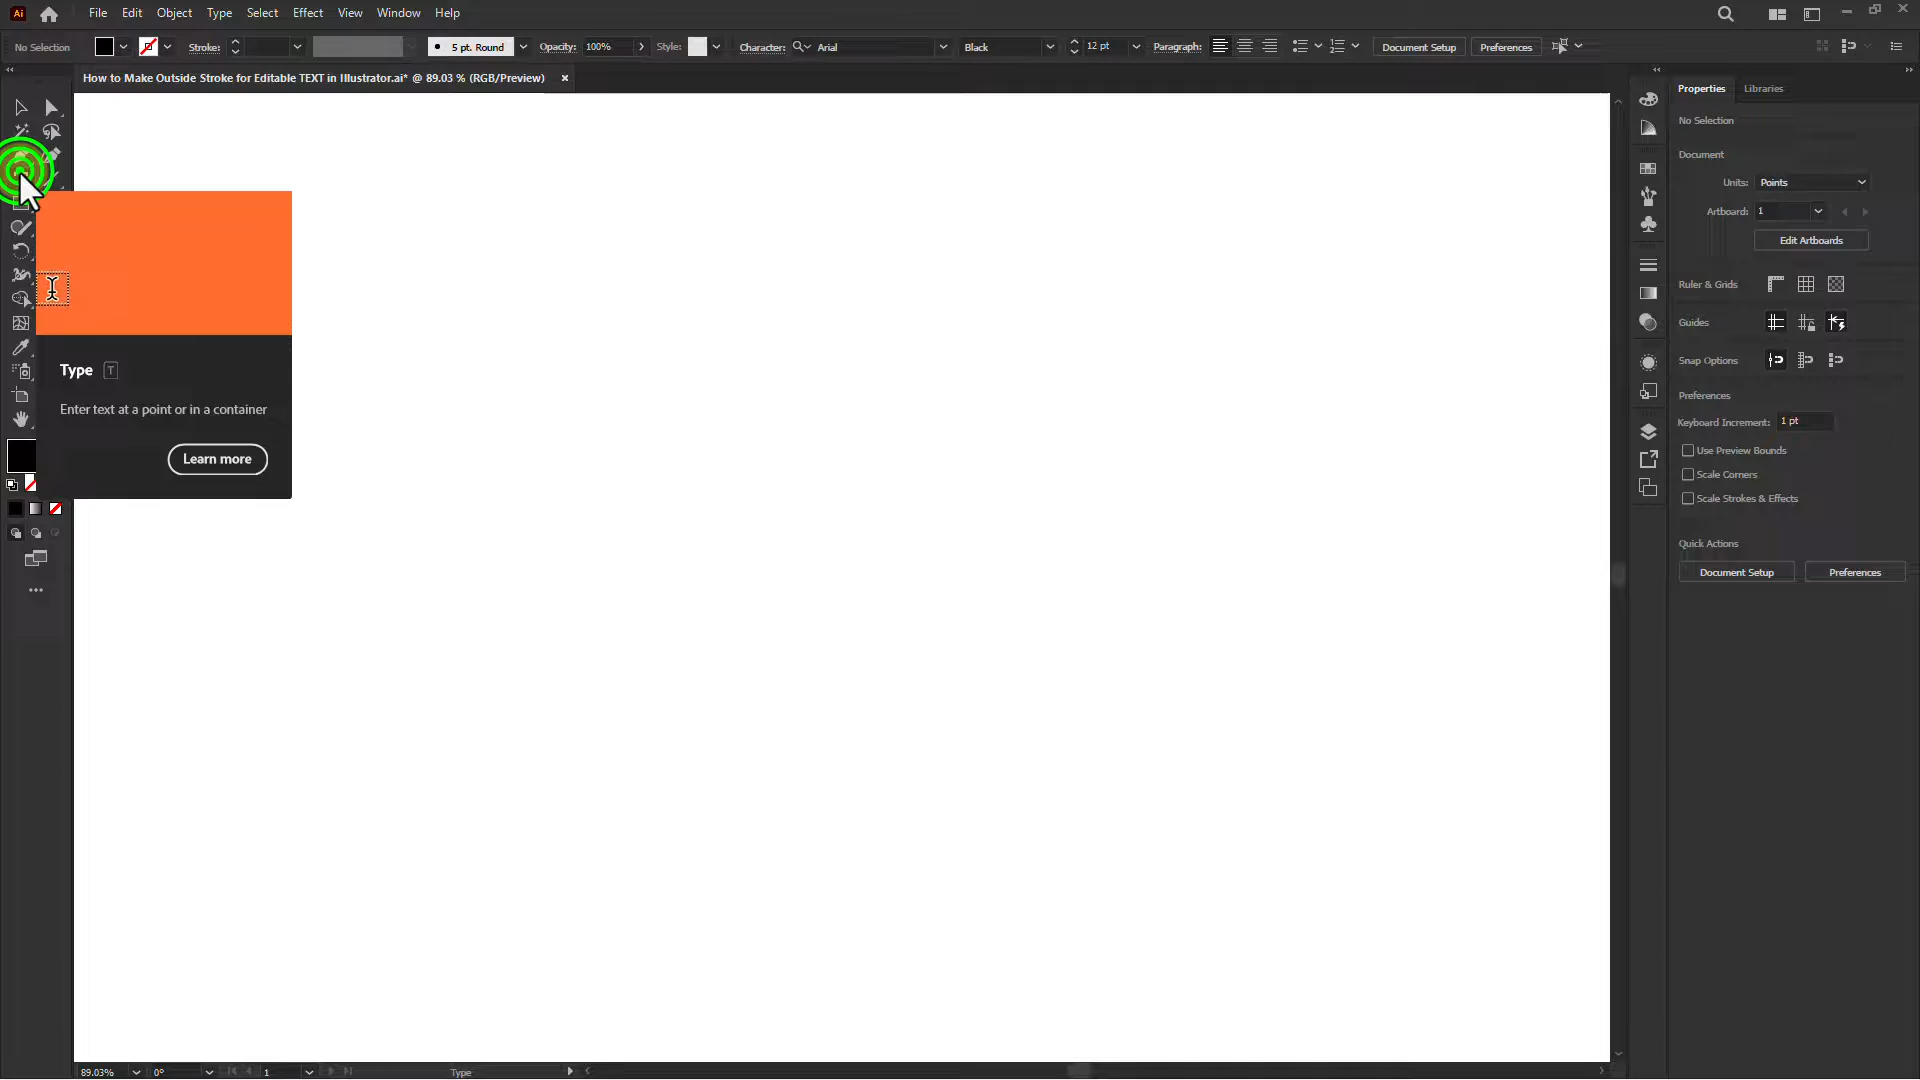 Ai File Edit Object Type Select Effect View Window Help
No Selection Stroke: 5 pt. Round Opacity: 100% Style: Character: Arial Black 12 pt Paragraph: Document Setup Preferences
How to Make Outside Stroke for Editable TEXT in Illustrator.ai* @ 89.03 % (RGB/Preview) ×
Properties Libraries
No Selection
Document
Units: Points
Artboard: 1
Edit Artboards
Ruler & Grids
Guides
Snap Options
Preferences
Keyboard Increment: 1 pt
Use Preview Bounds
Scale Corners
Scale Strokes & Effects
Quick Actions
Document Setup Preferences
Type T
Enter text at a point or in a container
Learn more
89.03% 0° 1 Type